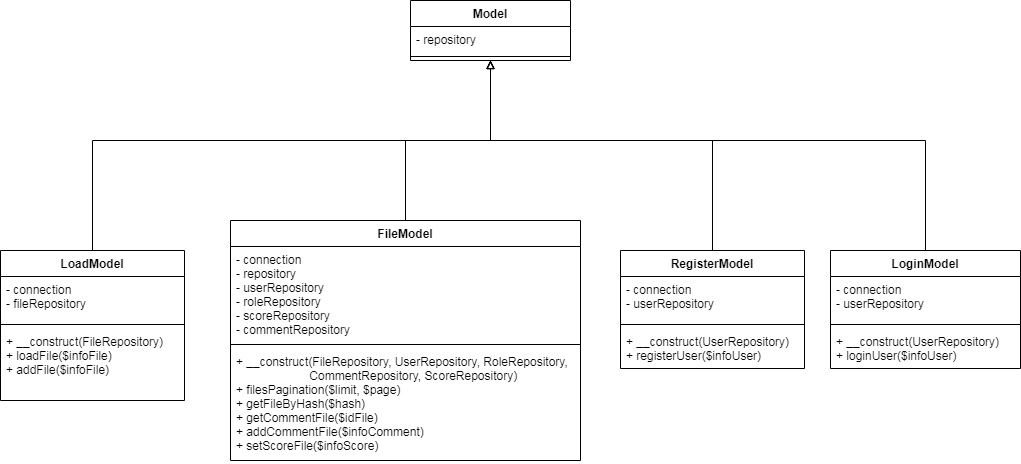 Model
- repository
LoadModel
- connection
- fileRepository
+ __construct(FileRepository)
+ loadFile($infoFile)
+ addFile($infoFile)
FileModel
- connection
- repository
- userRepository
- roleRepository
- scoreRepository
- commentRepository
+ __construct(FileRepository, UserRepository, RoleRepository,
CommentRepository, ScoreRepository)
+ filesPagination($limit, $page)
+ getFileByHash($hash)
+ getCommentFile($idFile)
+ addCommentFile($infoComment)
+ setScoreFile($infoScore)
RegisterModel
- connection
- userRepository
+ __construct(UserRepository)
+ registerUser($infoUser)
LoginModel
- connection
- userRepository
+ __construct(UserRepository)
+ loginUser($infoUser)